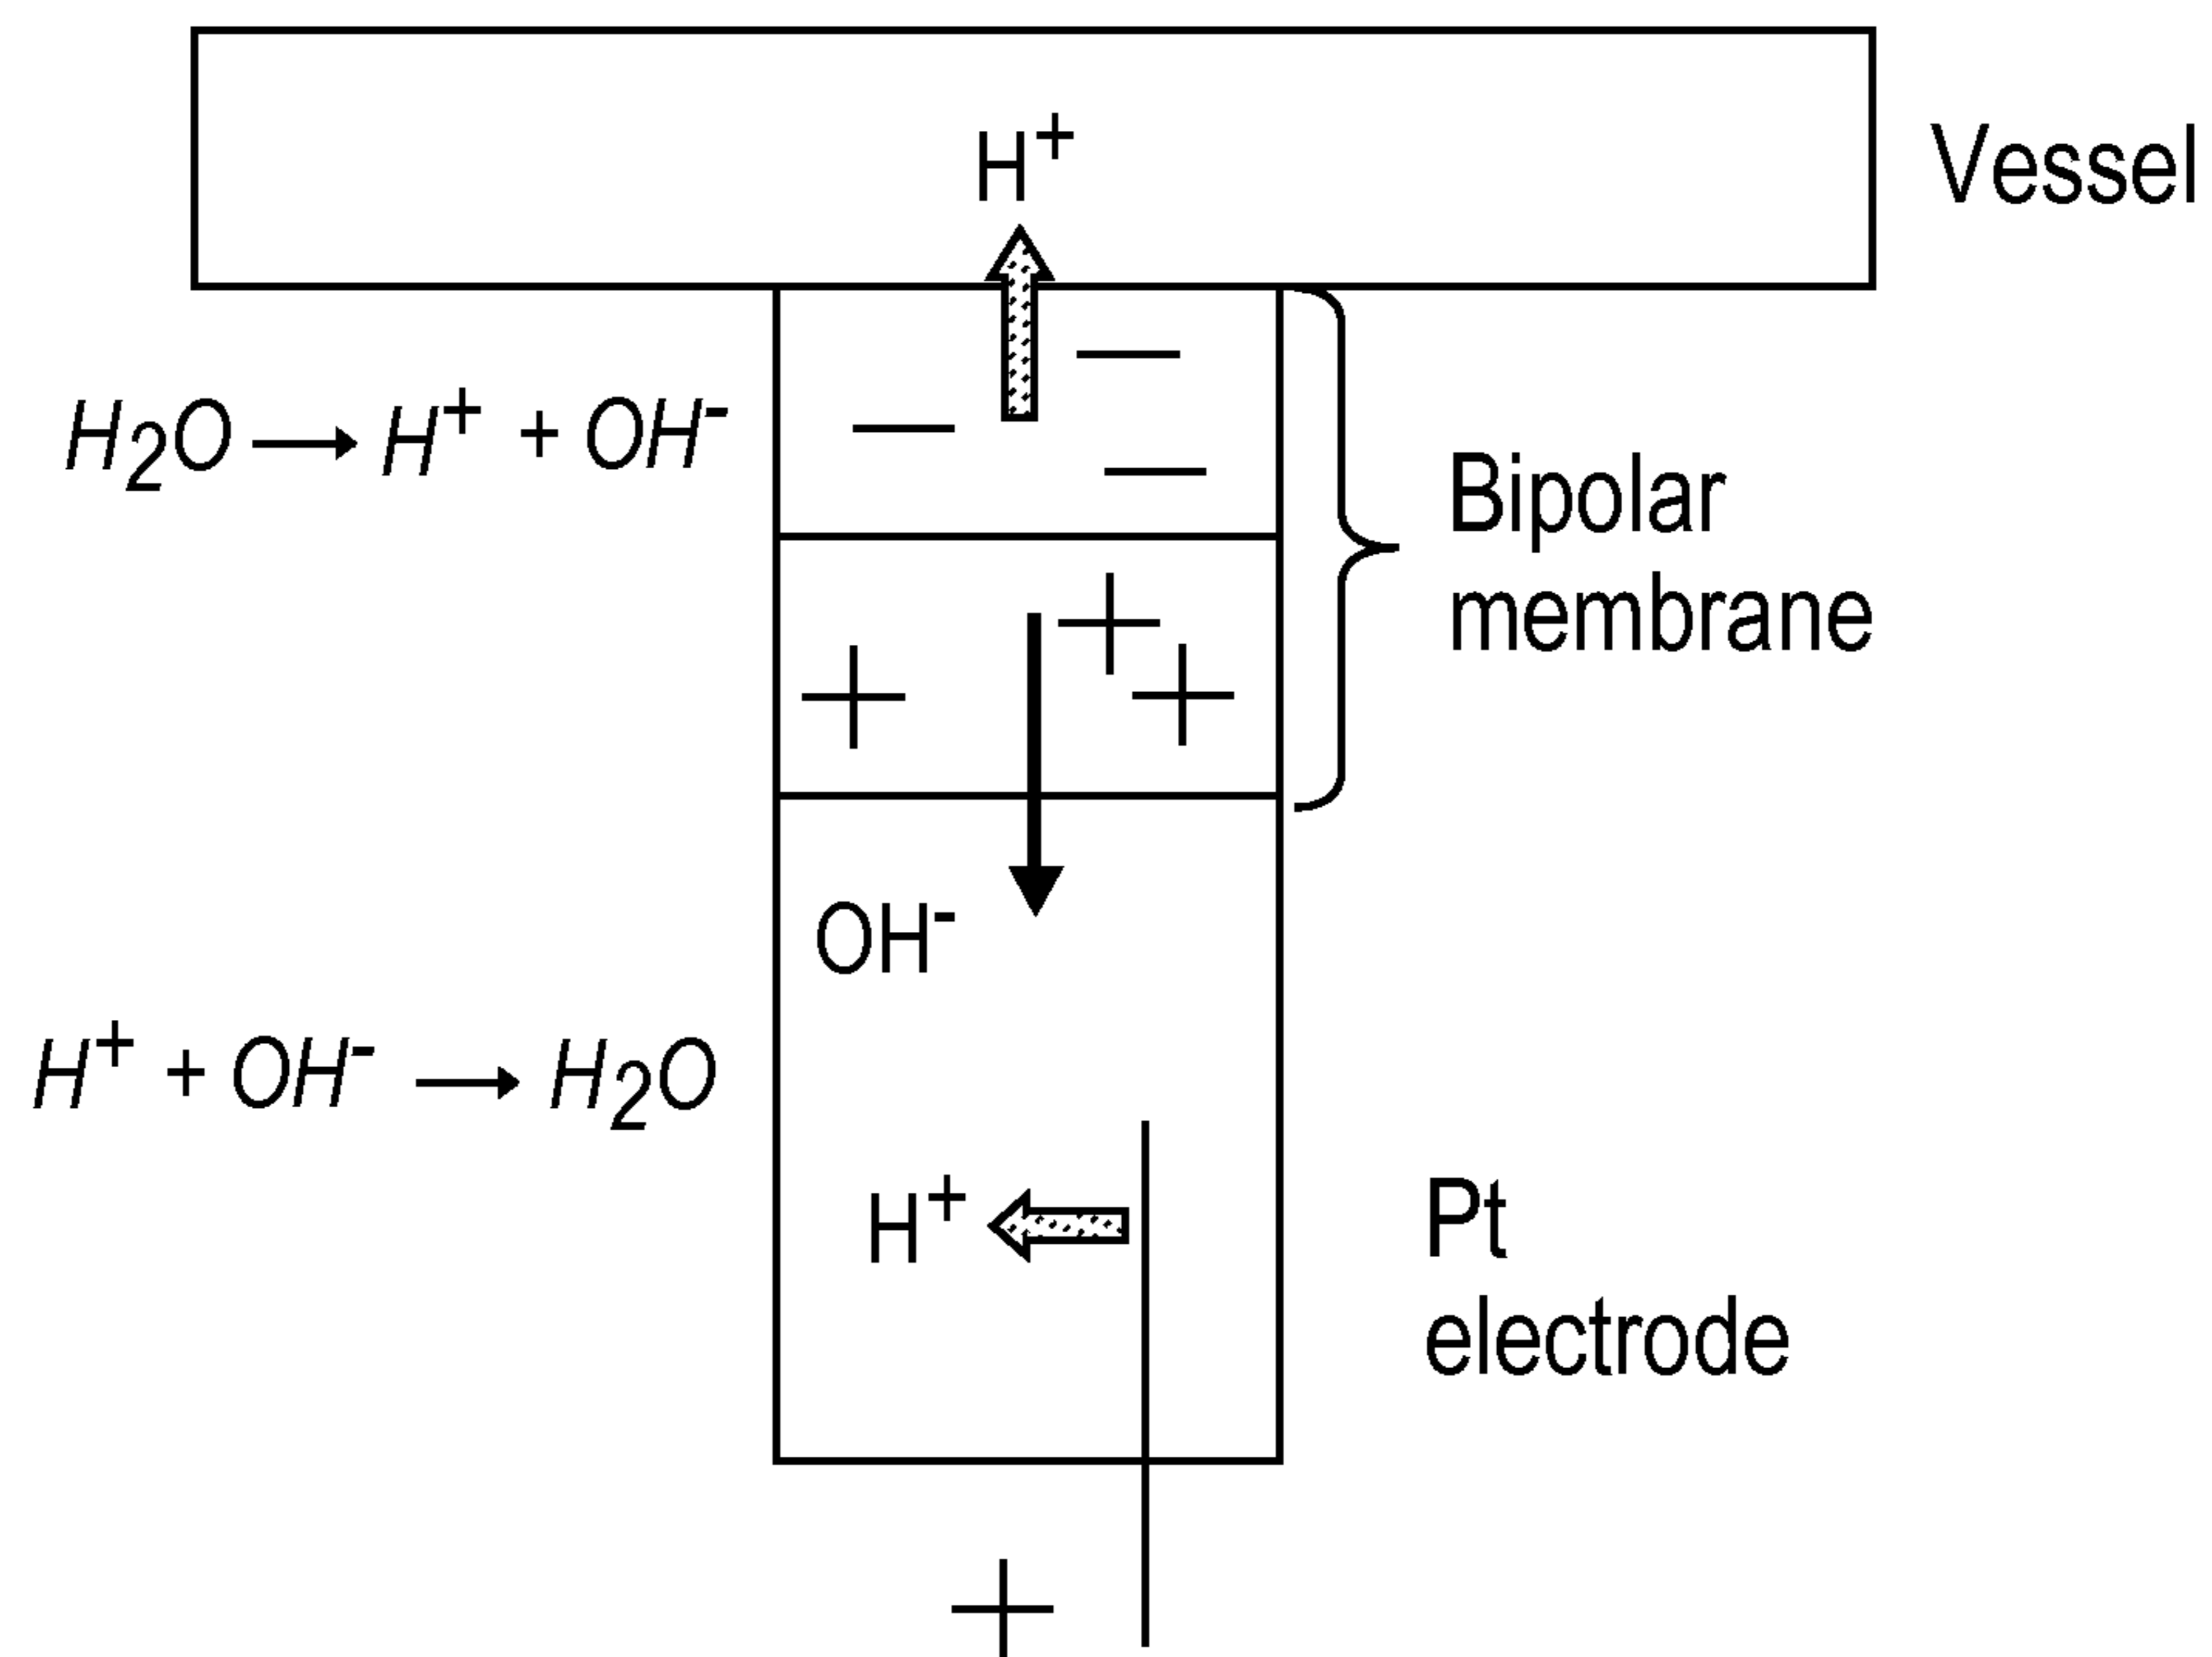 H⁺
Vessel
H₂O → H⁺ + OH⁻
— — —
Bipolar
membrane
+ + +
OH⁻
H⁺ + OH⁻ → H₂O
H⁺
Pt
electrode
+